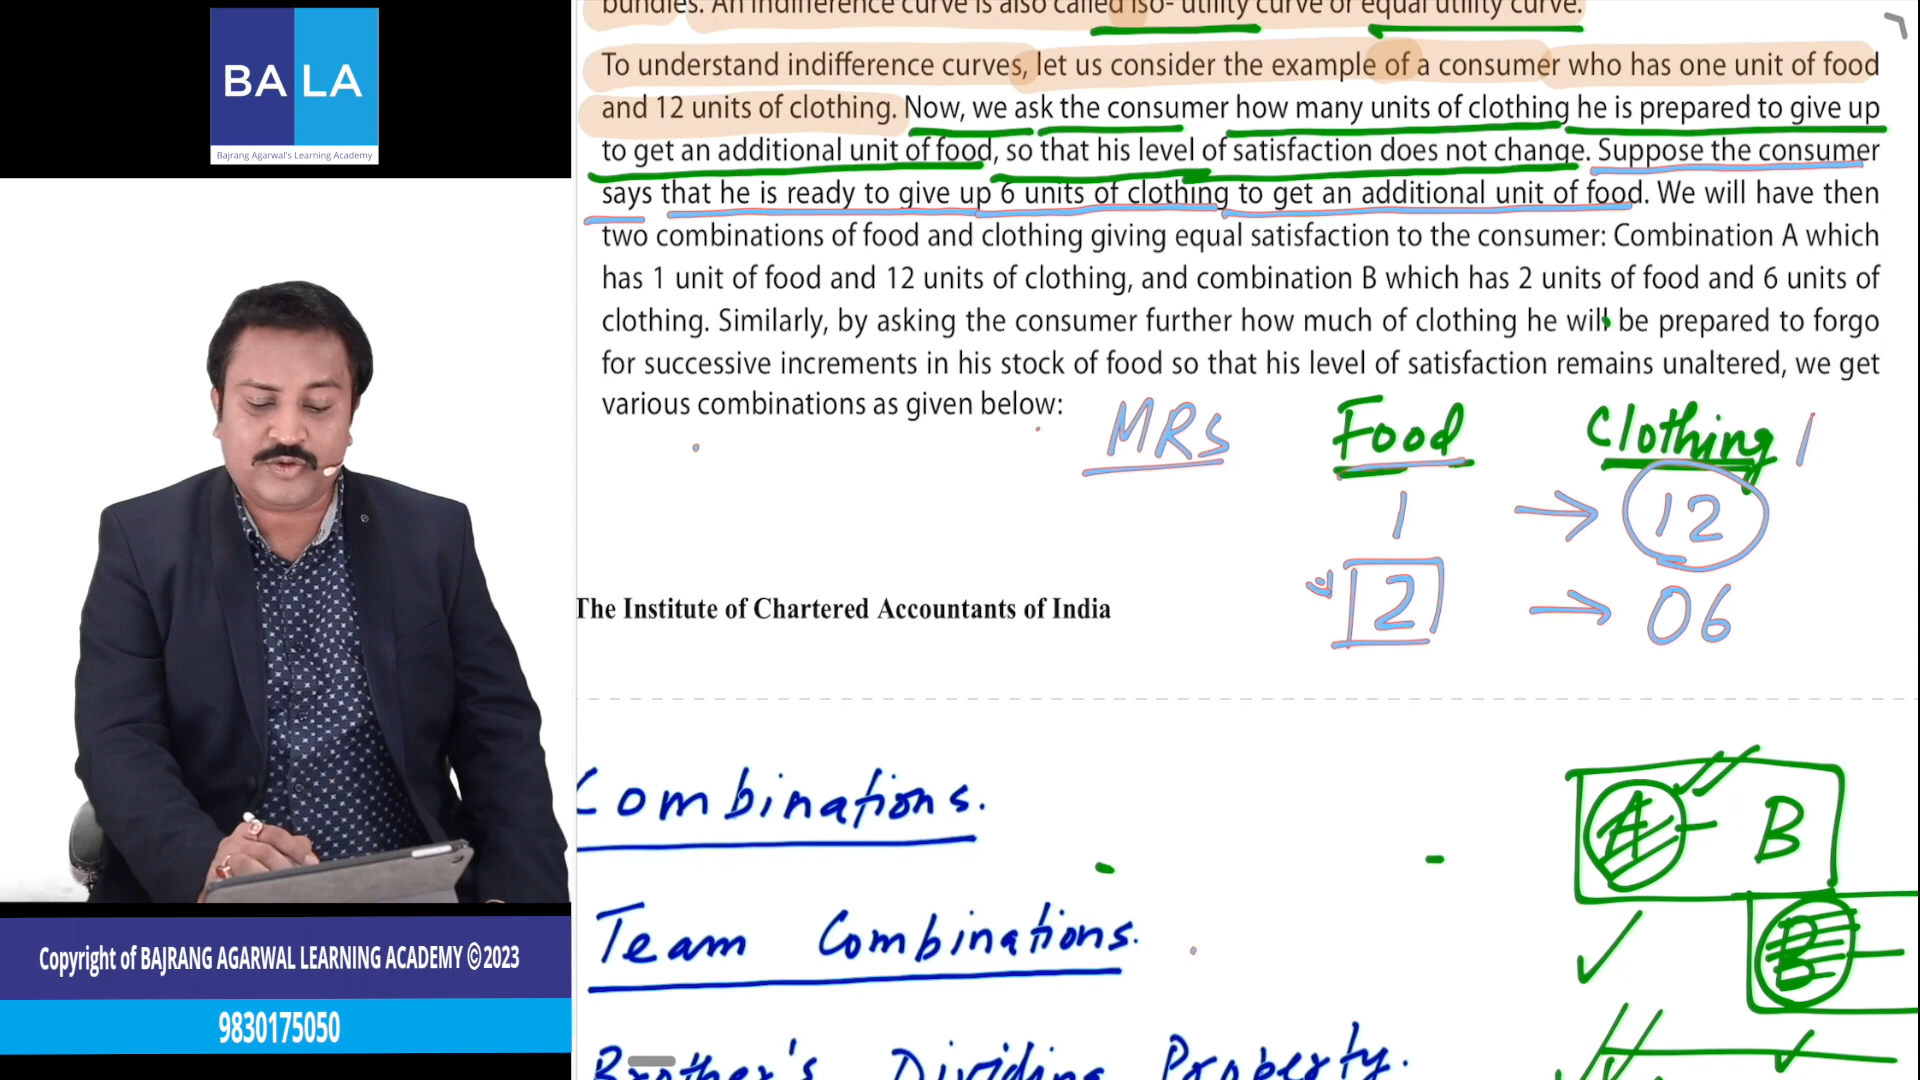 BA LA
Bajrang Agarwal's Learning Academy
bundles. An indifference curve is also called iso- utility curve or equal utility curve.
To understand indifference curves, let us consider the example of a consumer who has one unit of food
and 12 units of clothing. Now, we ask the consumer how many units of clothing he is prepared to give up
to get an additional unit of food, so that his level of satisfaction does not change. Suppose the consumer
says that he is ready to give up 6 units of clothing to get an additional unit of food. We will have then
two combinations of food and clothing giving equal satisfaction to the consumer: Combination A which
has 1 unit of food and 12 units of clothing, and combination B which has 2 units of food and 6 units of
clothing. Similarly, by asking the consumer further how much of clothing he will be prepared to forgo
for successive increments in his stock of food so that his level of satisfaction remains unaltered, we get
various combinations as given below:
MRS Food Clothing
1 → 12
2 → 06
The Institute of Chartered Accountants of India
Combinations.
A - B
Team Combinations.
B
Brother's Dividing Property.
Copyright of BAJRANG AGARWAL LEARNING ACADEMY ©2023
9830175050